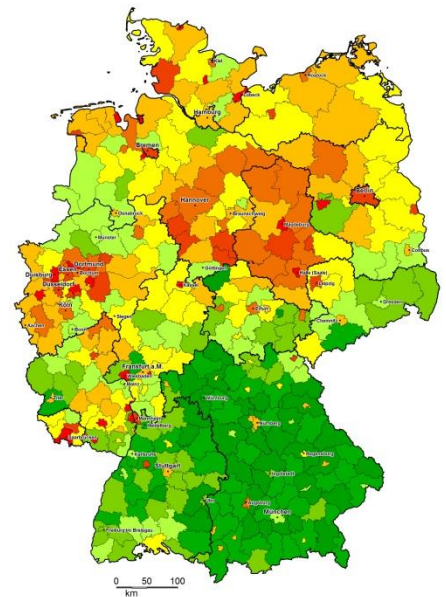 Kiel
Rostock
Lübeck
Hamburg
Bremen
Berlin
Hannover
Braunschweig
Osnabrück
Magdeburg
Münster
Cottbus
Göttingen
Halle (Saale)
Leipzig
Dortmund
Duisburg
Essen
Bochum
Düsseldorf
Kassel
Dresden
Köln
Erfurt
Chemnitz
Aachen
Bonn
Siegen
Frankfurt a.M.
Wiesbaden
Mainz
Trier
Würzburg
Nürnberg
Heidelberg
Saarbrücken
Karlsruhe
Regensburg
Stuttgart
Ingolstadt
Ulm
Augsburg
München
Freiburg im Breisgau
0 50 100
km